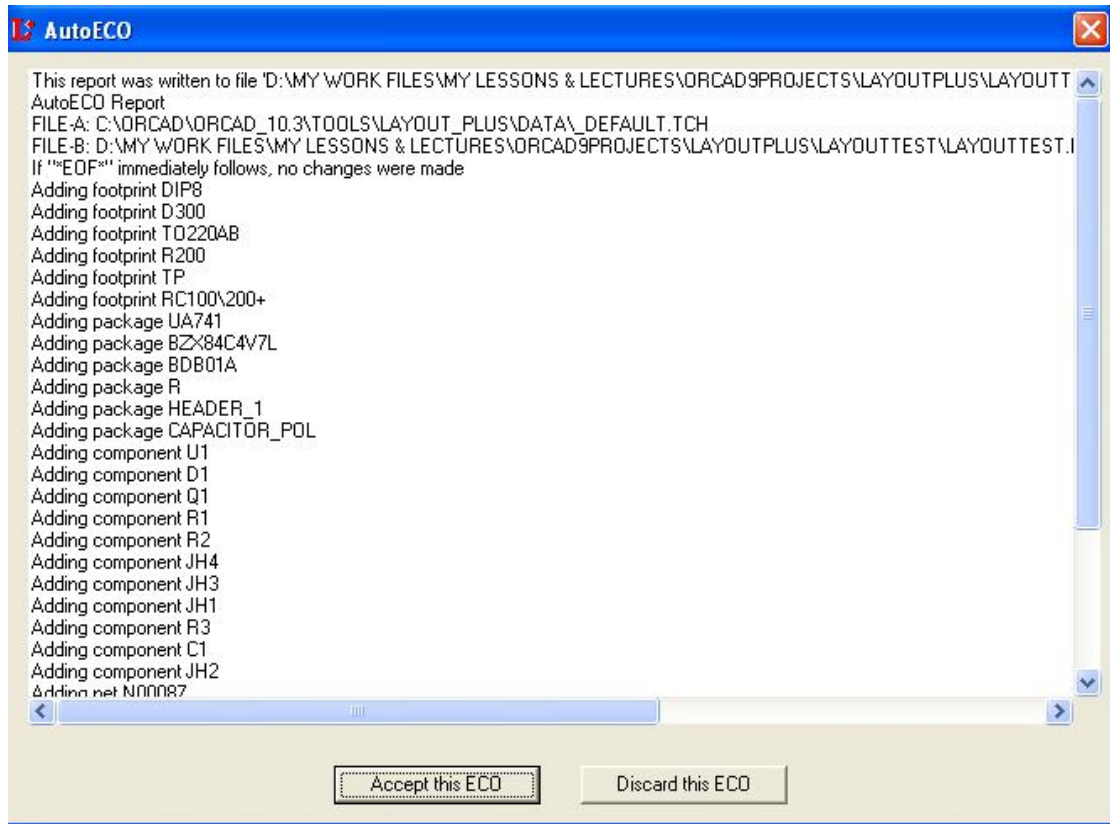 AutoECO
This report was written to file 'D:\MY WORK FILES\MY LESSONS & LECTURES\ORCAD9PROJECTS\LAYOUTPLUS\LAYOUTT
AutoECO Report
FILE-A: C:\ORCAD\ORCAD_10.3\TOOLS\LAYOUT_PLUS\DATA\_DEFAULT.TCH
FILE-B: D:\MY WORK FILES\MY LESSONS & LECTURES\ORCAD9PROJECTS\LAYOUTPLUS\LAYOUTTEST\LAYOUTTEST.
If "*EOF*" immediately follows, no changes were made
Adding footprint DIP8
Adding footprint D300
Adding footprint TO220AB
Adding footprint R200
Adding footprint TP
Adding footprint RC100\200+
Adding package UA741
Adding package BZX84C4V7L
Adding package BDB01A
Adding package R
Adding package HEADER_1
Adding package CAPACITOR_POL
Adding component U1
Adding component D1
Adding component Q1
Adding component R1
Adding component R2
Adding component JH4
Adding component JH3
Adding component JH1
Adding component R3
Adding component C1
Adding component JH2
Adding net N00087
Accept this ECO
Discard this ECO